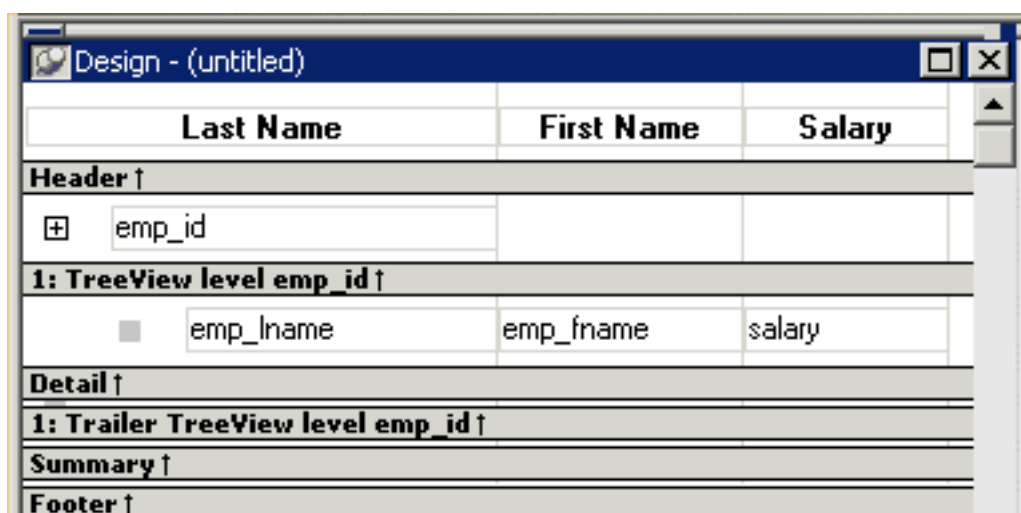 Design - (untitled)
Last Name First Name Salary
Header ↑
emp_id
1: TreeView level emp_id ↑
emp_lname emp_fname salary
Detail ↑
1: Trailer TreeView level emp_id ↑
Summary ↑
Footer ↑